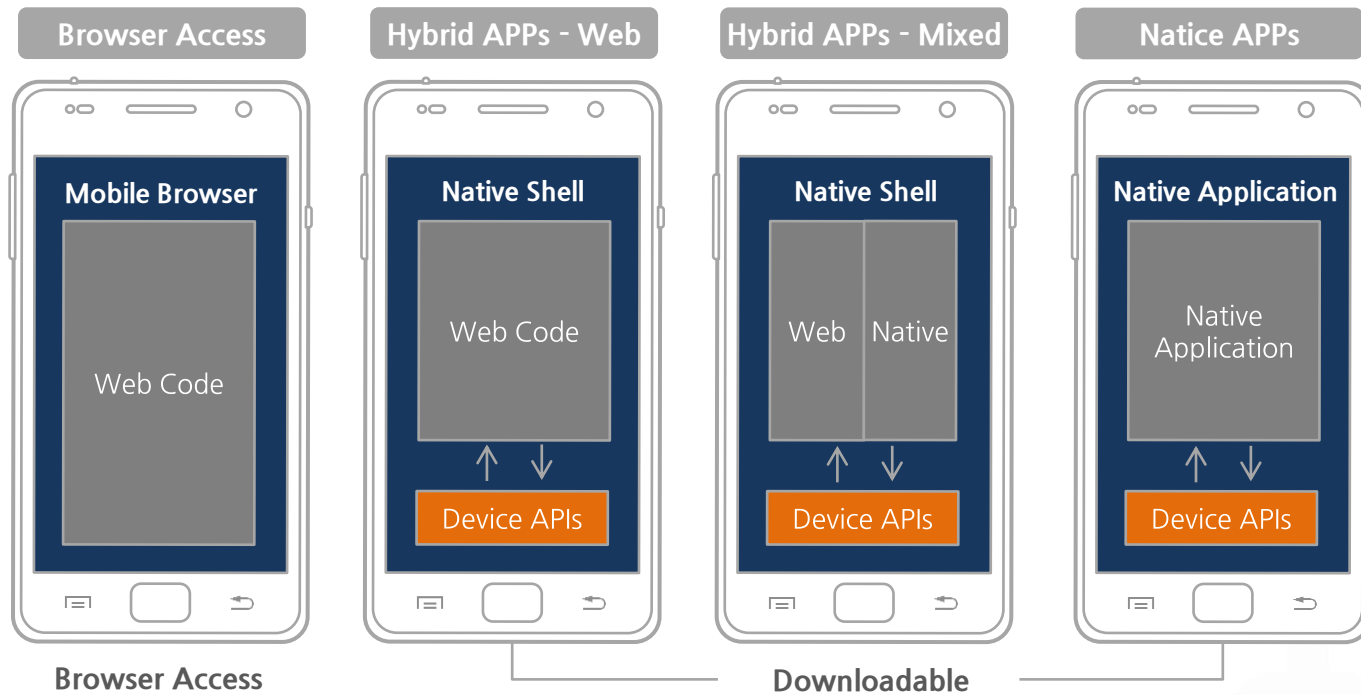 Browser Access
Hybrid APPs - Web
Hybrid APPs - Mixed
Natice APPs
Mobile Browser
Web Code
Native Shell
Web Code
Device APIs
Native Shell
Web
Native
Device APIs
Native Application
Native
Application
Device APIs
Browser Access
Downloadable